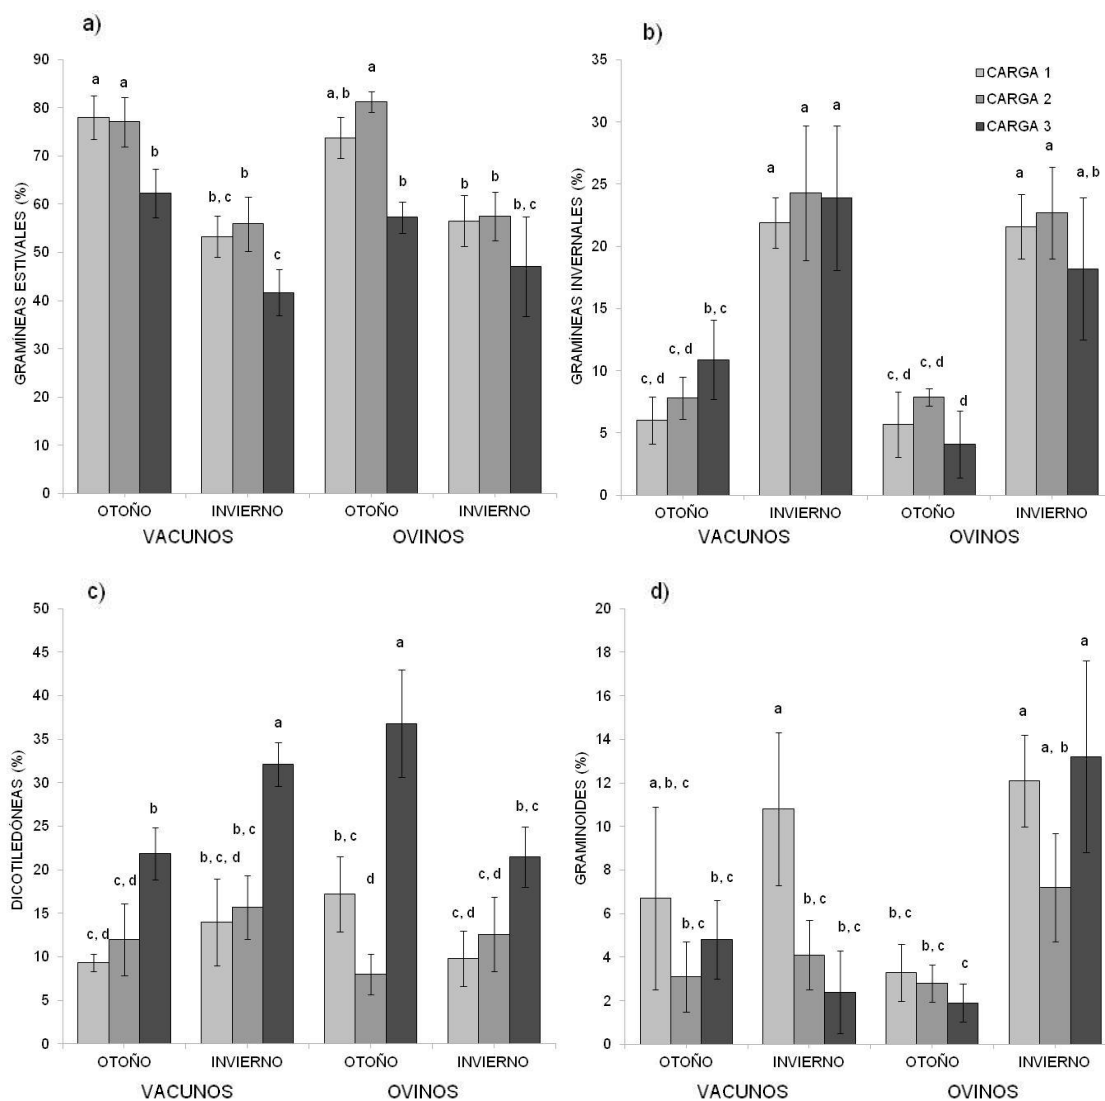 a)
GRAMÍNEAS ESTIVALES (%)
90
80
70
60
50
40
30
20
10
0
a
a
b
b, c
b
c
a, b
a
b
b
b
b, c
OTOÑO INVIERNO OTOÑO INVIERNO
VACUNOS OVINOS
b)
GRAMÍNEAS INVERNALES (%)
35
30
25
20
15
10
5
0
CARGA 1
CARGA 2
CARGA 3
c, d
c, d
b, c
a
a
a
c, d
c, d
d
a
a
a, b
OTOÑO INVIERNO OTOÑO INVIERNO
VACUNOS OVINOS
c)
DICOTILEDÓNEAS (%)
50
45
40
35
30
25
20
15
10
5
0
c, d
c, d
b
b, c, d
b, c
a
b, c
d
a
c, d
c, d
b, c
OTOÑO INVIERNO OTOÑO INVIERNO
VACUNOS OVINOS
d)
GRAMINOIDES (%)
20
18
16
14
12
10
8
6
4
2
0
a, b, c
b, c
b, c
a
b, c
b, c
b, c
b, c
c
a
a, b
a
OTOÑO INVIERNO OTOÑO INVIERNO
VACUNOS OVINOS